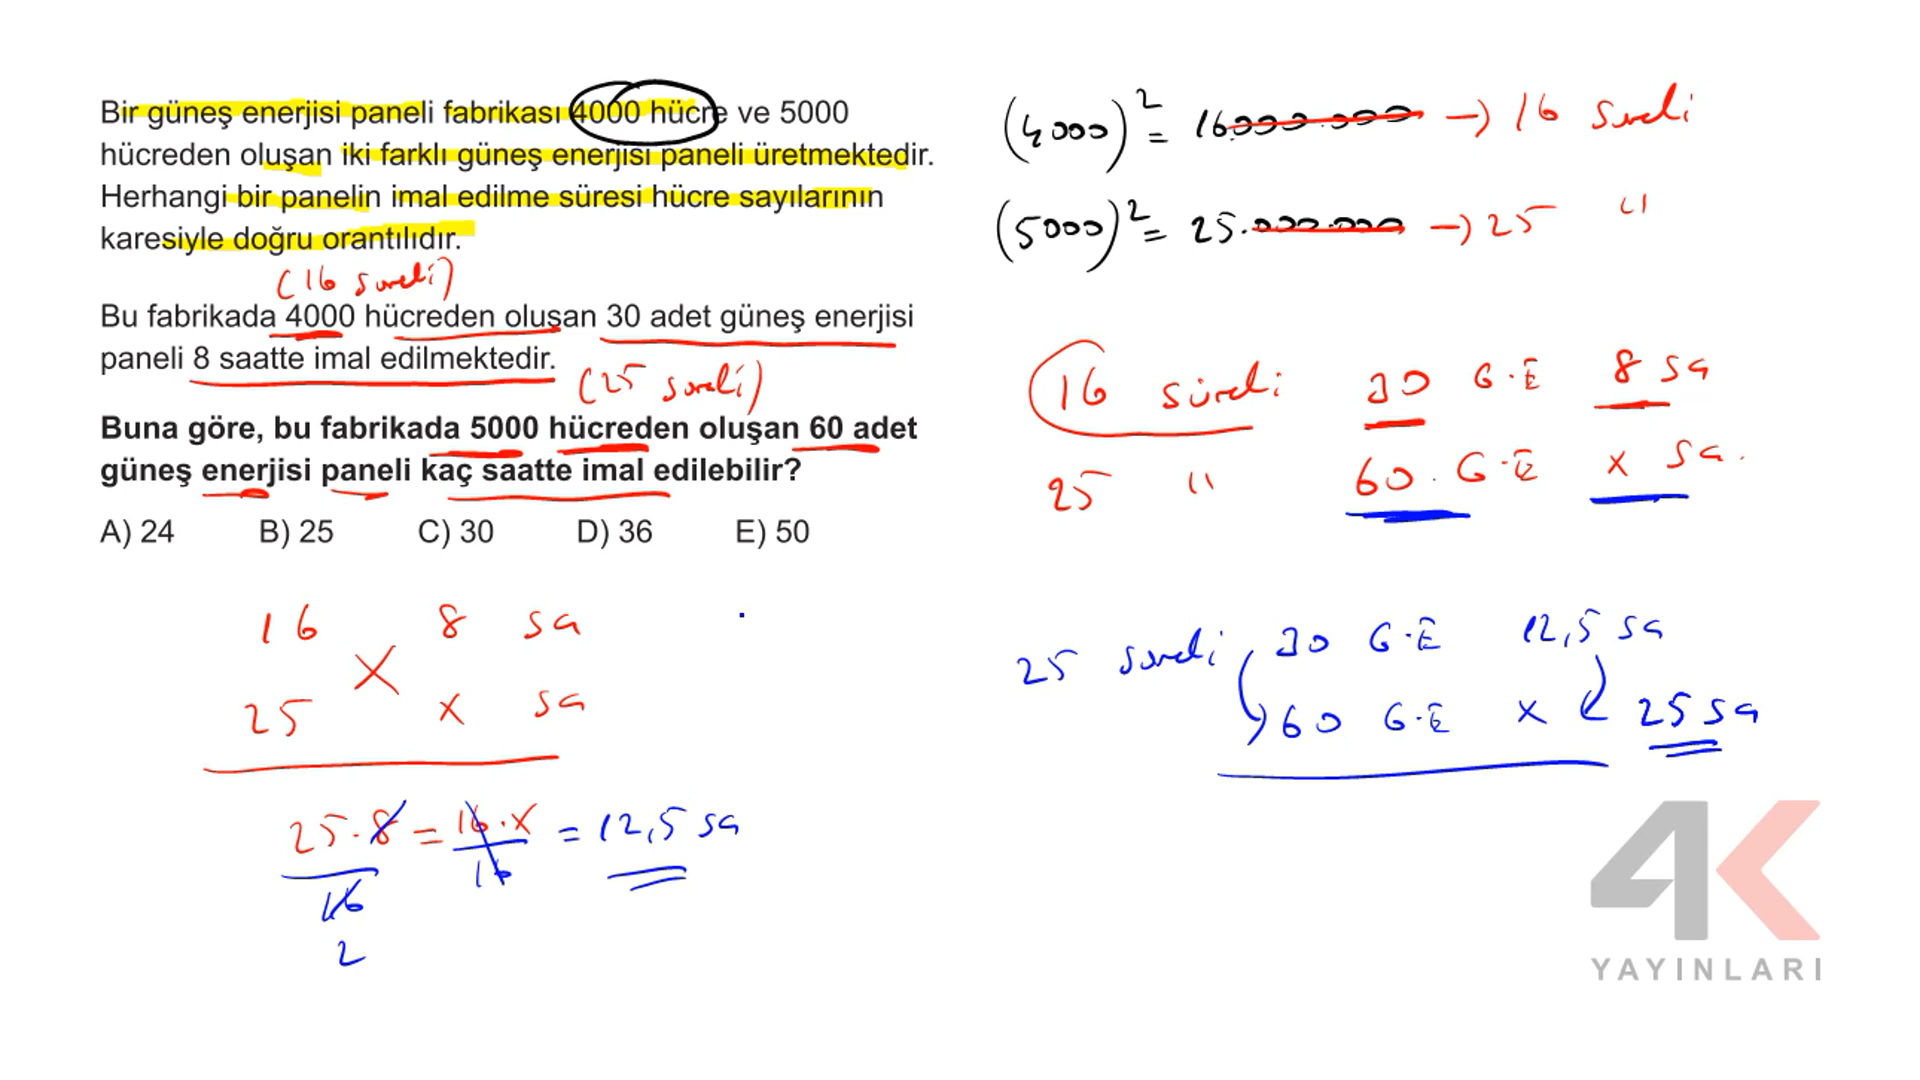 Bir güneş enerjisi paneli fabrikası 4000 hücre ve 5000
hücreden oluşan iki farklı güneş enerjisi paneli üretmektedir.
Herhangi bir panelin imal edilme süresi hücre sayılarının
karesiyle doğru orantılıdır.
(16 süreli)
Bu fabrikada 4000 hücreden oluşan 30 adet güneş enerjisi
paneli 8 saatte imal edilmektedir.
(25 süreli)
Buna göre, bu fabrikada 5000 hücreden oluşan 60 adet
güneş enerjisi paneli kaç saatte imal edilebilir?
A) 24 B) 25 C) 30 D) 36 E) 50
16 8 sa
25 x sa
25.8 = 16.x = 12,5 sa
16 16
2
(4000)² = 16000.000 → 16 süreli
(5000)² = 25.000.000 → 25 "
16 süreli 30 G.E 8 sa
25 " 60. G.E x sa.
25 süreli 30 G.E 12,5 sa
60 G.E x 25 sa
4K
YAYINLARI